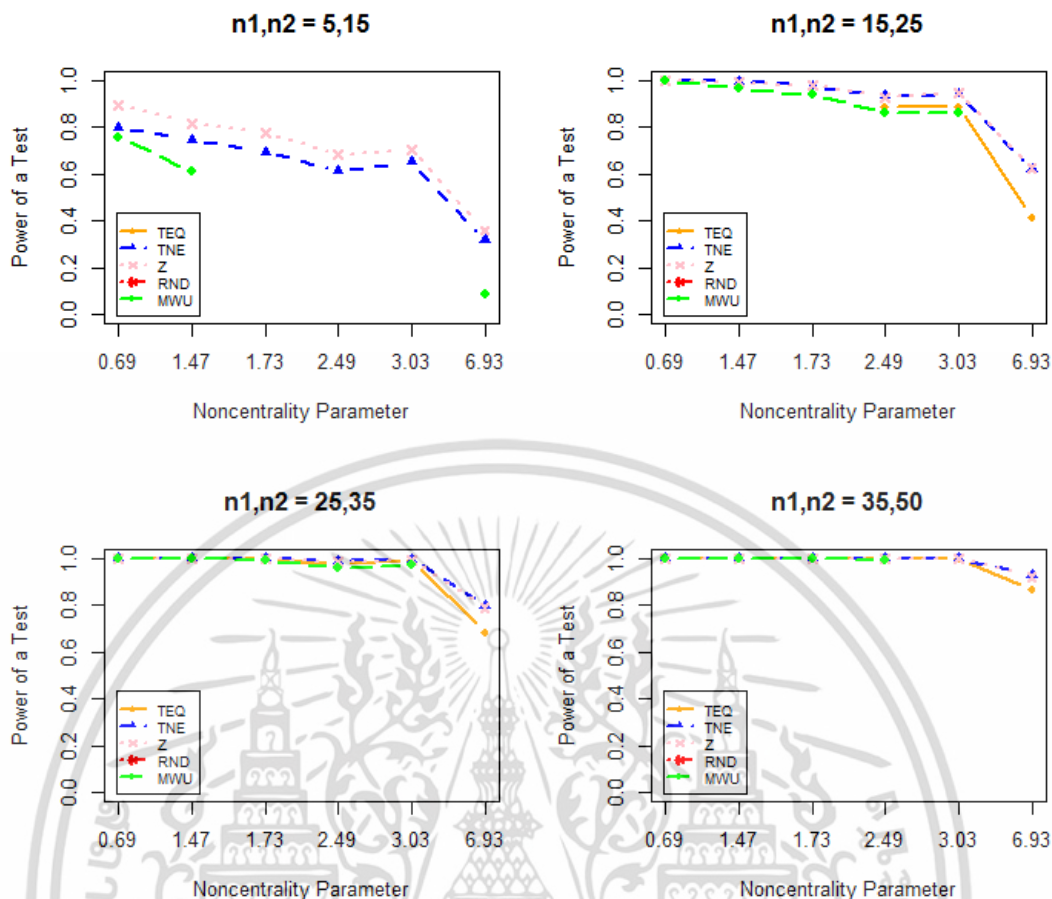 n1,n2 = 5,15
Power of a Test
1.0
0.8
0.6
0.4
0.2
0.0
TEQ
TNE
Z
RND
MWU
0.69 1.47 1.73 2.49 3.03 6.93
Noncentrality Parameter
n1,n2 = 15,25
Power of a Test
1.0
0.8
0.6
0.4
0.2
0.0
TEQ
TNE
Z
RND
MWU
0.69 1.47 1.73 2.49 3.03 6.93
Noncentrality Parameter
n1,n2 = 25,35
Power of a Test
1.0
0.8
0.6
0.4
0.2
0.0
TEQ
TNE
Z
RND
MWU
0.69 1.47 1.73 2.49 3.03 6.93
Noncentrality Parameter
n1,n2 = 35,50
Power of a Test
1.0
0.8
0.6
0.4
0.2
0.0
TEQ
TNE
Z
RND
MWU
0.69 1.47 1.73 2.49 3.03 6.93
Noncentrality Parameter